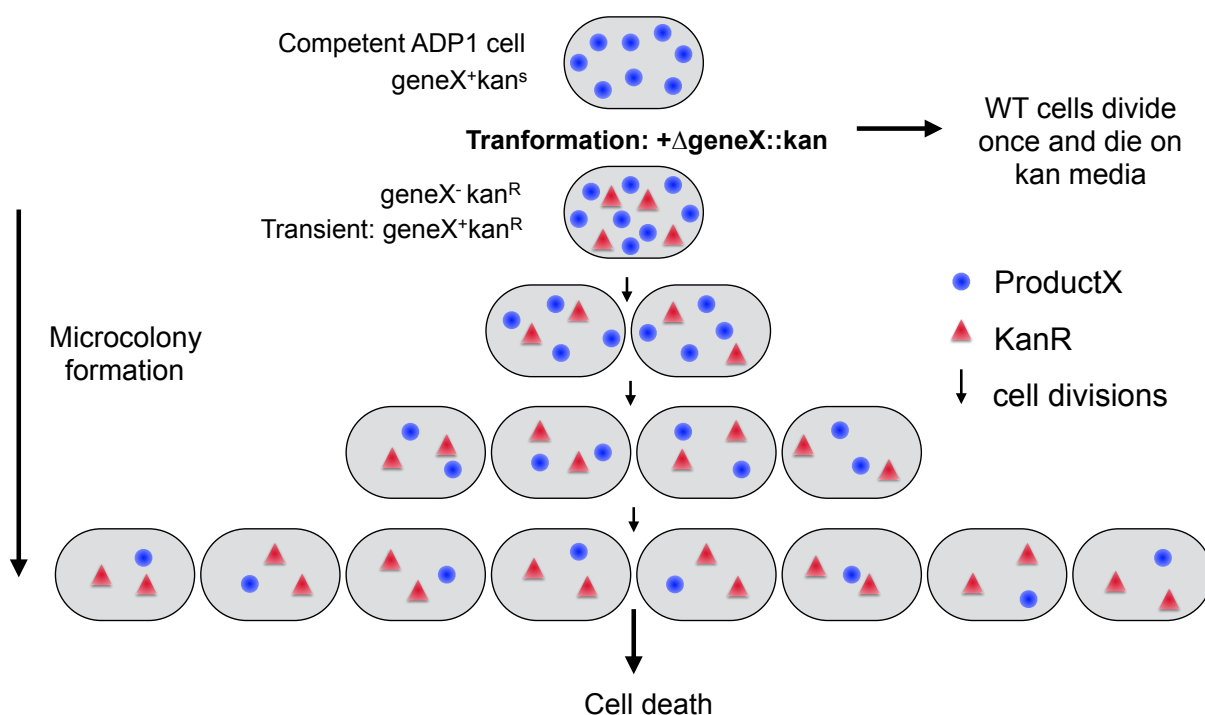 Competent ADP1 cell
geneX⁺kanˢ
Tranformation: +ΔgeneX::kan
WT cells divide
once and die on
kan media
geneX⁻ kanᴿ
Transient: geneX⁺kanᴿ
Microcolony
formation
ProductX
KanR
cell divisions
Cell death